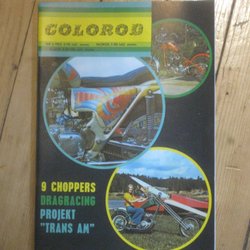 COLOROD
9 CHOPPERS
DRAGRACING
PROJEKT
"TRANS AM"